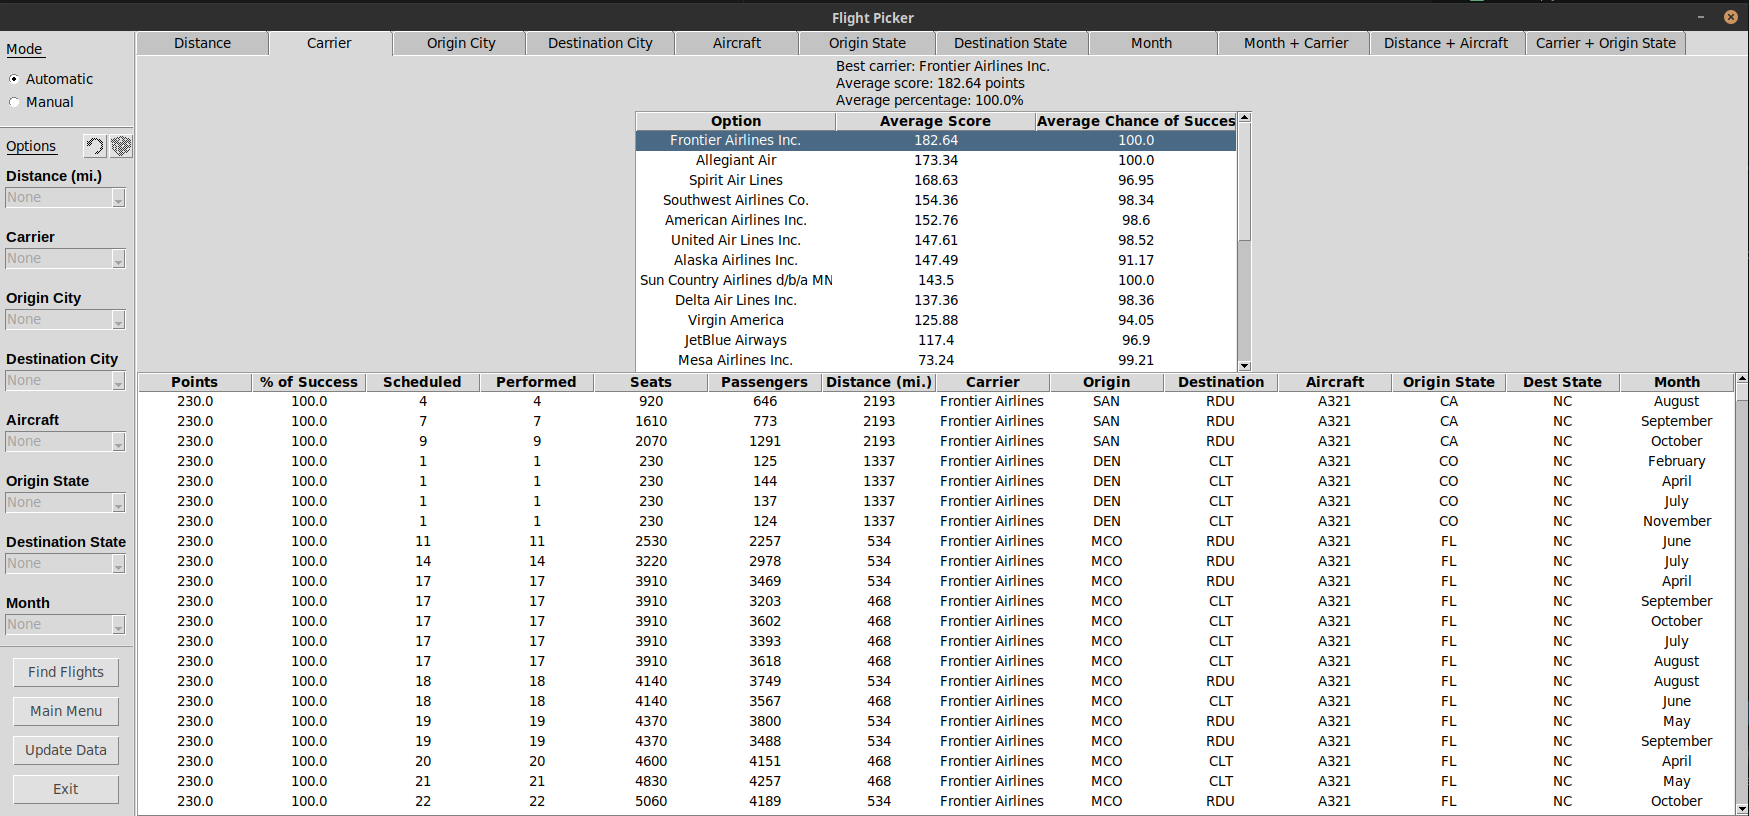 Flight Picker
Mode
Automatic
Manual
Options
Distance (mi.)
None
Carrier
None
Origin City
None
Destination City
None
Aircraft
None
Origin State
None
Destination State
None
Month
None
Find Flights
Main Menu
Update Data
Exit
Distance Carrier Origin City Destination City Aircraft Origin State Destination State Month Month + Carrier Distance + Aircraft Carrier + Origin State
Best carrier: Frontier Airlines Inc.
Average score: 182.64 points
Average percentage: 100.0%
Option Average Score Average Chance of Succes
Frontier Airlines Inc. 182.64 100.0
Allegiant Air 173.34 100.0
Spirit Air Lines 168.63 96.95
Southwest Airlines Co. 154.36 98.34
American Airlines Inc. 152.76 98.6
United Air Lines Inc. 147.61 98.52
Alaska Airlines Inc. 147.49 91.17
Sun Country Airlines d/b/a MN 143.5 100.0
Delta Air Lines Inc. 137.36 98.36
Virgin America 125.88 94.05
JetBlue Airways 117.4 96.9
Mesa Airlines Inc. 73.24 99.21
Points % of Success Scheduled Performed Seats Passengers Distance (mi.) Carrier Origin Destination Aircraft Origin State Dest State Month
230.0 100.0 4 4 920 646 2193 Frontier Airlines SAN RDU A321 CA NC August
230.0 100.0 7 7 1610 773 2193 Frontier Airlines SAN RDU A321 CA NC September
230.0 100.0 9 9 2070 1291 2193 Frontier Airlines SAN RDU A321 CA NC October
230.0 100.0 1 1 230 125 1337 Frontier Airlines DEN CLT A321 CO NC February
230.0 100.0 1 1 230 144 1337 Frontier Airlines DEN CLT A321 CO NC April
230.0 100.0 1 1 230 137 1337 Frontier Airlines DEN CLT A321 CO NC July
230.0 100.0 1 1 230 124 1337 Frontier Airlines DEN CLT A321 CO NC November
230.0 100.0 11 11 2530 2257 534 Frontier Airlines MCO RDU A321 FL NC June
230.0 100.0 14 14 3220 2978 534 Frontier Airlines MCO RDU A321 FL NC July
230.0 100.0 17 17 3910 3469 534 Frontier Airlines MCO RDU A321 FL NC April
230.0 100.0 17 17 3910 3203 468 Frontier Airlines MCO CLT A321 FL NC September
230.0 100.0 17 17 3910 3602 468 Frontier Airlines MCO CLT A321 FL NC October
230.0 100.0 17 17 3910 3393 468 Frontier Airlines MCO CLT A321 FL NC July
230.0 100.0 17 17 3910 3618 468 Frontier Airlines MCO CLT A321 FL NC August
230.0 100.0 18 18 4140 3749 534 Frontier Airlines MCO RDU A321 FL NC August
230.0 100.0 18 18 4140 3567 468 Frontier Airlines MCO CLT A321 FL NC June
230.0 100.0 19 19 4370 3800 534 Frontier Airlines MCO RDU A321 FL NC May
230.0 100.0 19 19 4370 3488 534 Frontier Airlines MCO RDU A321 FL NC September
230.0 100.0 20 20 4600 4151 468 Frontier Airlines MCO CLT A321 FL NC April
230.0 100.0 21 21 4830 4257 468 Frontier Airlines MCO CLT A321 FL NC May
230.0 100.0 22 22 5060 4189 534 Frontier Airlines MCO RDU A321 FL NC October